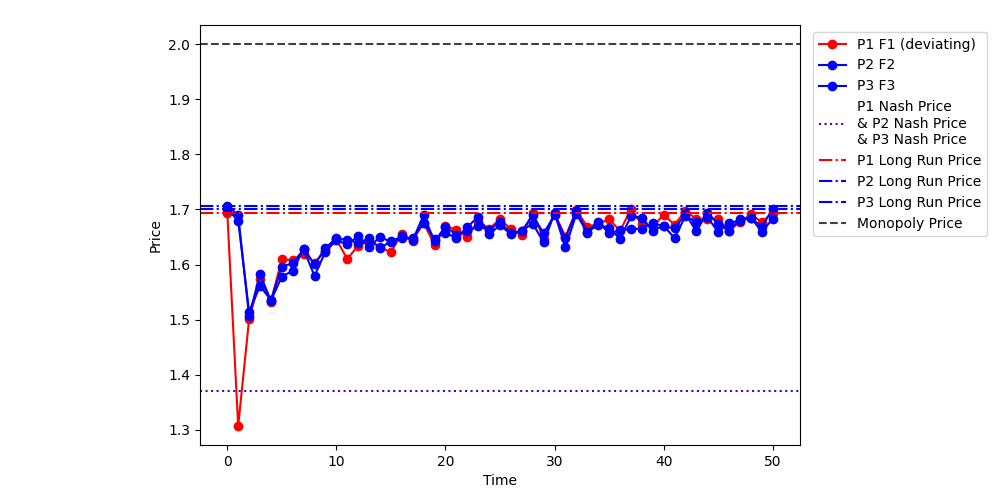 2.0
1.9
1.8
1.7
1.6
1.5
1.4
1.3
Price
0
10
20
30
40
50
Time
P1 F1 (deviating)
P2 F2
P3 F3
P1 Nash Price
& P2 Nash Price
& P3 Nash Price
P1 Long Run Price
P2 Long Run Price
P3 Long Run Price
Monopoly Price